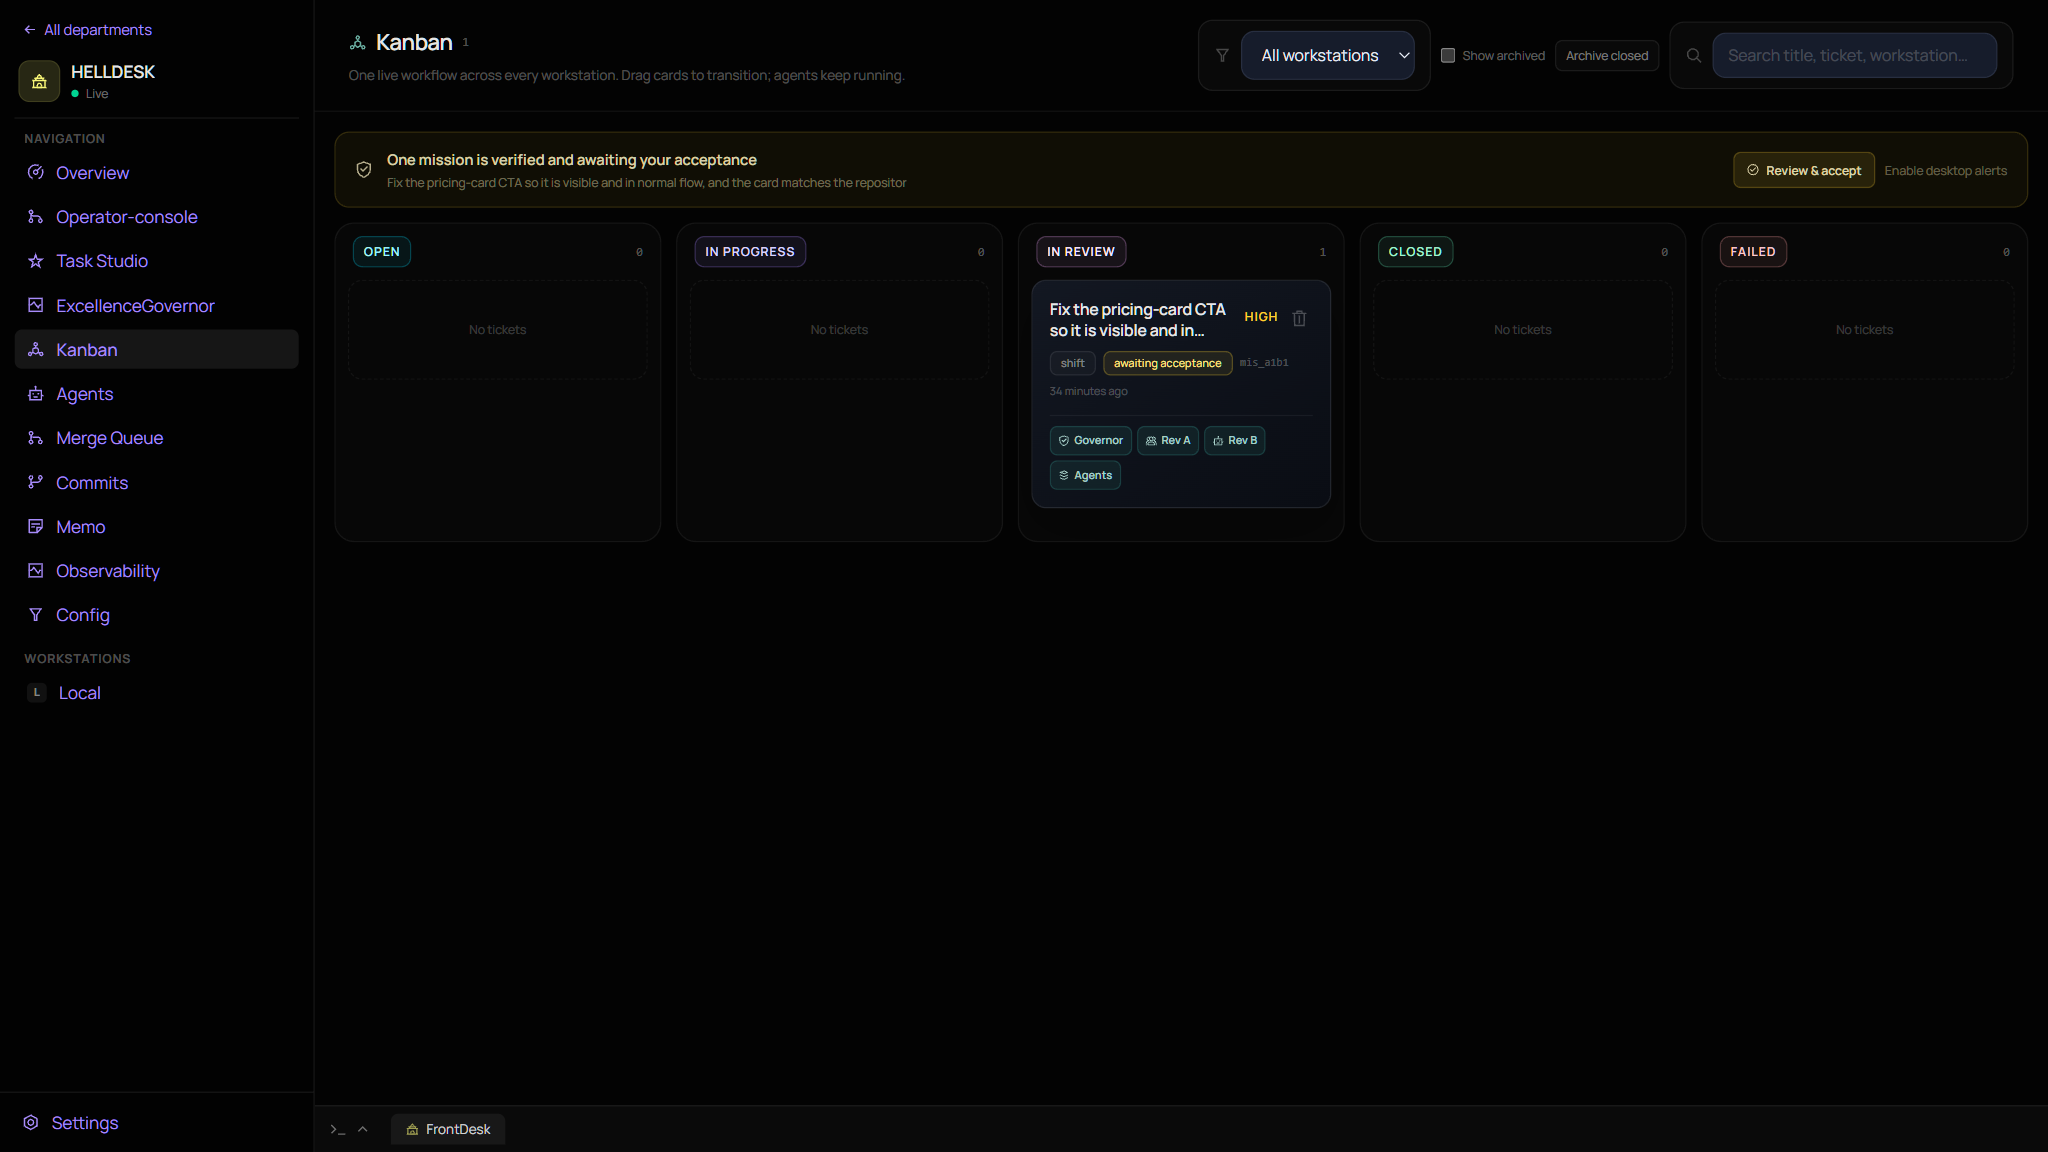 All departments
HELLDESK
Live
NAVIGATION
Overview
Operator-console
Task Studio
ExcellenceGovernor
Kanban
Agents
Merge Queue
Commits
Memo
Observability
Config
WORKSTATIONS
L Local
Settings
Kanban 1
One live workflow across every workstation. Drag cards to transition; agents keep running.
All workstations
Show archived
Archive closed
Search title, ticket, workstation...
One mission is verified and awaiting your acceptance
Fix the pricing-card CTA so it is visible and in normal flow, and the card matches the repositor
Review & accept
Enable desktop alerts
OPEN 0
No tickets
IN PROGRESS 0
No tickets
IN REVIEW 1
Fix the pricing-card CTA
so it is visible and in...
HIGH
shift awaiting acceptance mis_a1b1
34 minutes ago
Governor Rev A Rev B
Agents
CLOSED 0
No tickets
FAILED 0
No tickets
FrontDesk